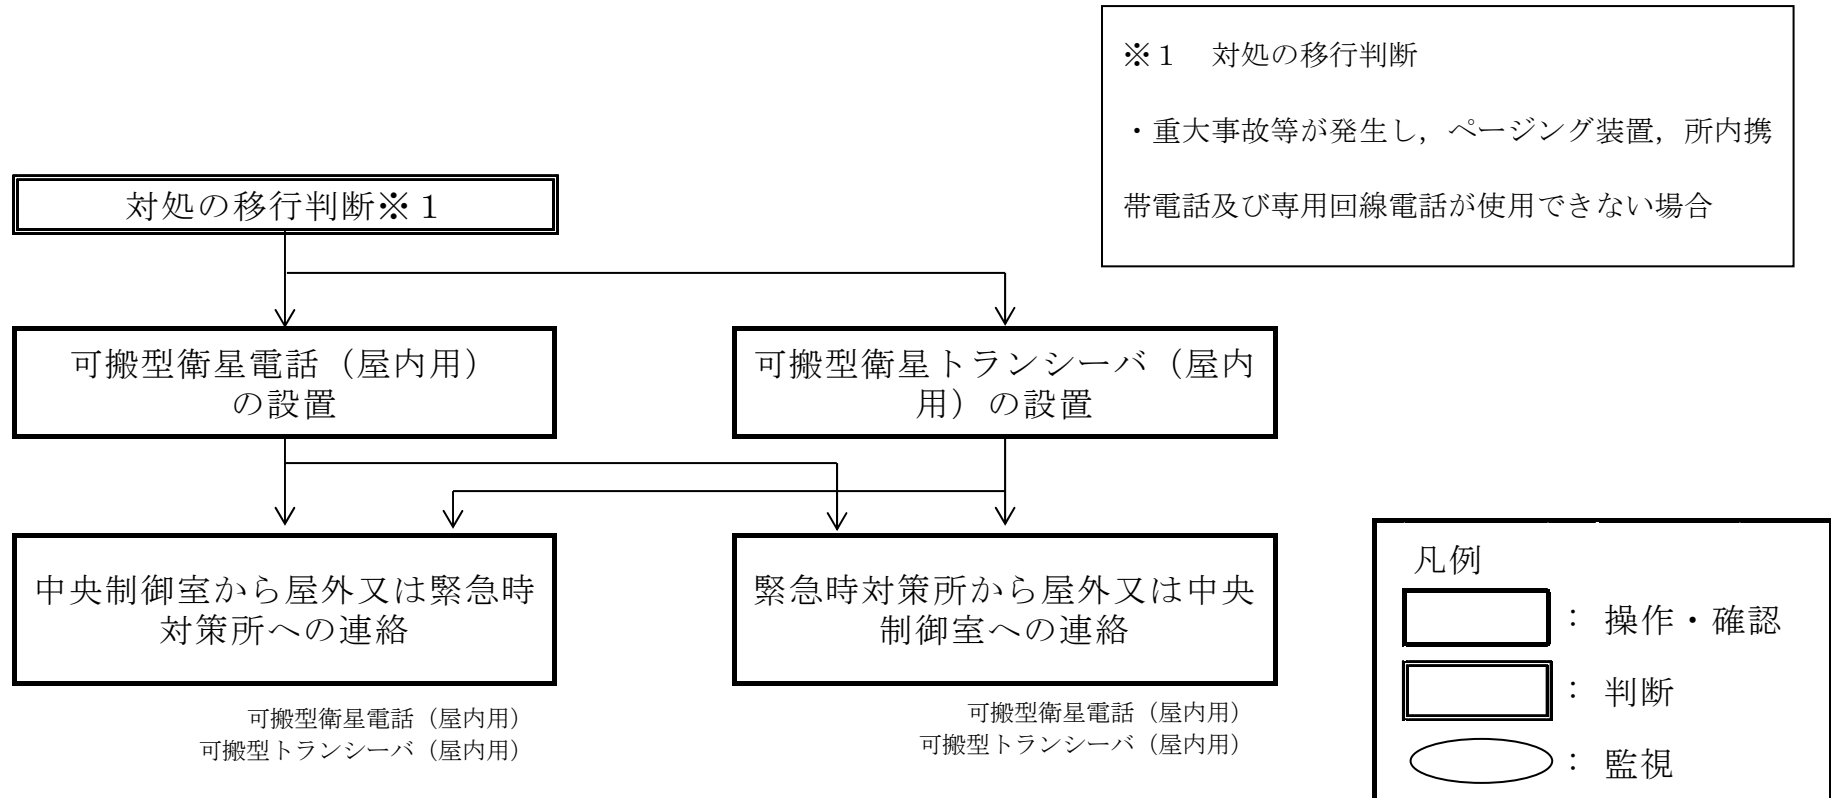 ※１　対処の移行判断
・重大事故等が発生し，ページング装置，所内携
帯電話及び専用回線電話が使用できない場合
対処の移行判断※１
可搬型衛星電話（屋内用）
の設置
可搬型衛星トランシーバ（屋内
用）の設置
中央制御室から屋外又は緊急時
対策所への連絡
緊急時対策所から屋外又は中央
制御室への連絡
可搬型衛星電話（屋内用）
可搬型トランシーバ（屋内用）
可搬型衛星電話（屋内用）
可搬型トランシーバ（屋内用）
凡例
：操作・確認
：判断
：監視